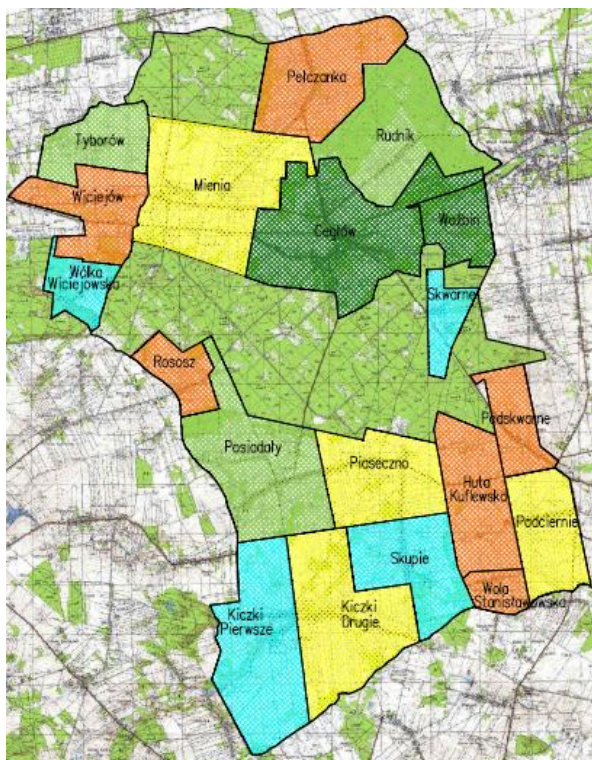 Pełczanka
Rudnik
Tyborów
Mienia
Wiciejów
Cegłów
Woźbin
Wólka
Wiciejowska
Skwarne
Rososz
Podskwarne
Posiadały
Piaseczno
Huta
Kuflewska
Podciernie
Skupie
Wola
Stanisławowska
Kiczki
Pierwsze
Kiczki
Drugie